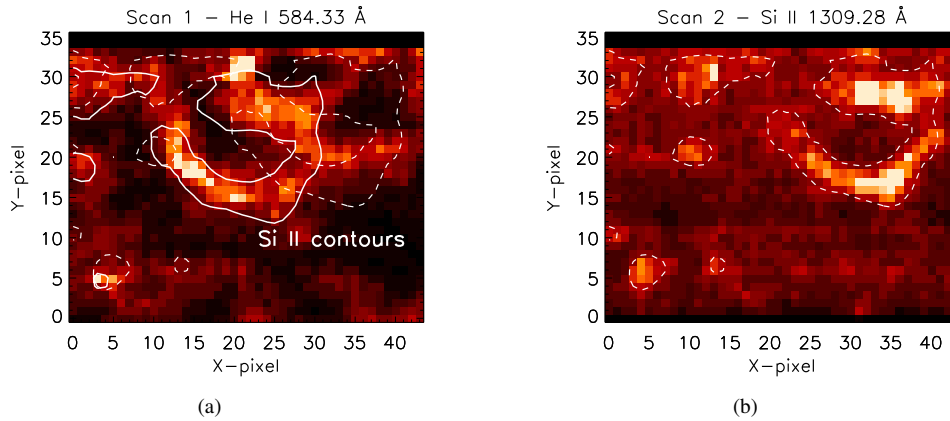 Scan 1 – He I 584.33 Å
35
30
25
20
15
10
5
0
Y-pixel
Si II contours
0 5 10 15 20 25 30 35 40
X-pixel
(a)
Scan 2 – Si II 1309.28 Å
35
30
25
20
15
10
5
0
Y-pixel
0 5 10 15 20 25 30 35 40
X-pixel
(b)